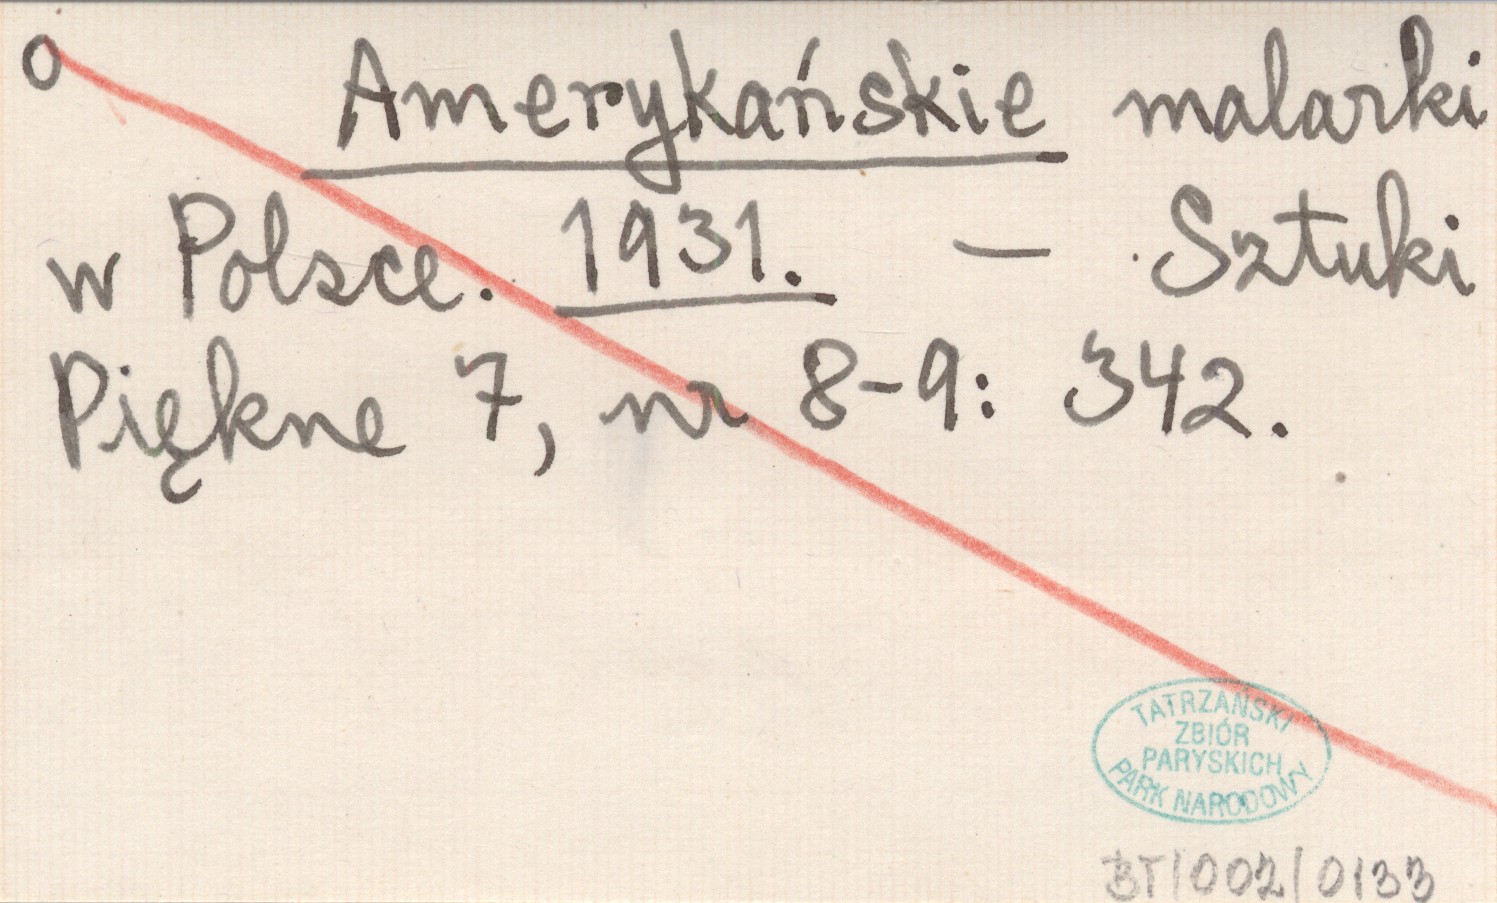 o Amerykańskie malarki
w Polsce. 1931. — Sztuki
Piękne 7, nr 8-9: 342.
TATRZAŃSKI
ZBIÓR
PARYSKICH
PARK NARODOWY
BT/002/0133